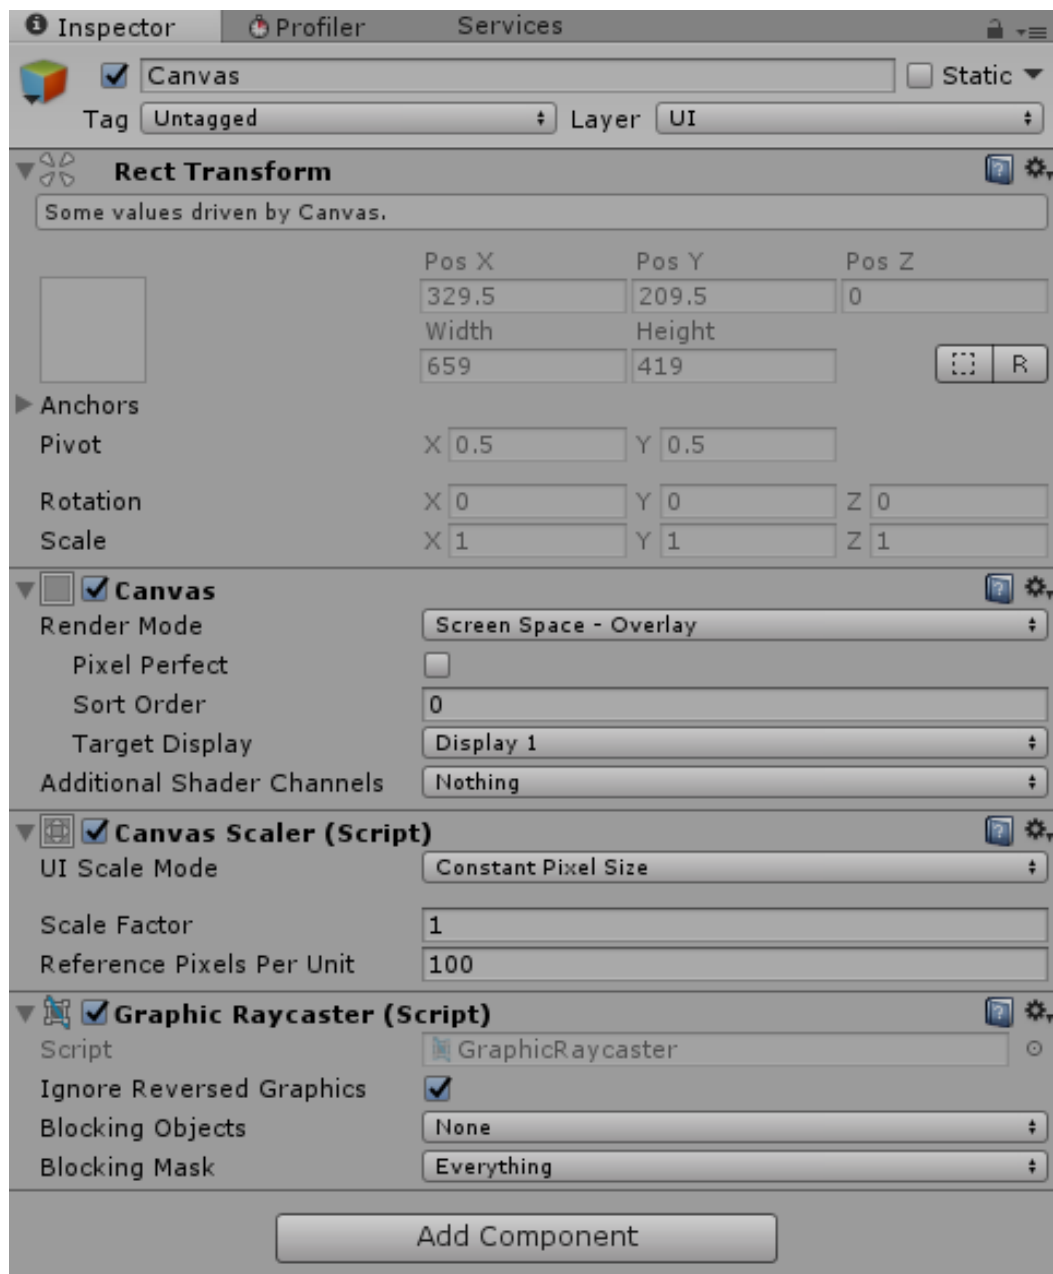 Inspector Profiler Services
Canvas Static
Tag Untagged Layer UI
Rect Transform
Some values driven by Canvas.
Pos X Pos Y Pos Z
329.5 209.5 0
Width Height
659 419 R
Anchors
Pivot X 0.5 Y 0.5
Rotation X 0 Y 0 Z 0
Scale X 1 Y 1 Z 1
Canvas
Render Mode Screen Space - Overlay
Pixel Perfect
Sort Order 0
Target Display Display 1
Additional Shader Channels Nothing
Canvas Scaler (Script)
UI Scale Mode Constant Pixel Size
Scale Factor 1
Reference Pixels Per Unit 100
Graphic Raycaster (Script)
Script GraphicRaycaster
Ignore Reversed Graphics
Blocking Objects None
Blocking Mask Everything
Add Component